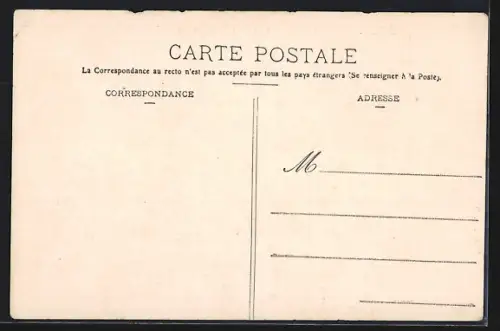 CARTE POSTALE
La Correspondance au recto n'est pas acceptée par tous les pays étrangers (Se renseigner à la Poste).
CORRESPONDANCE
ADRESSE
M